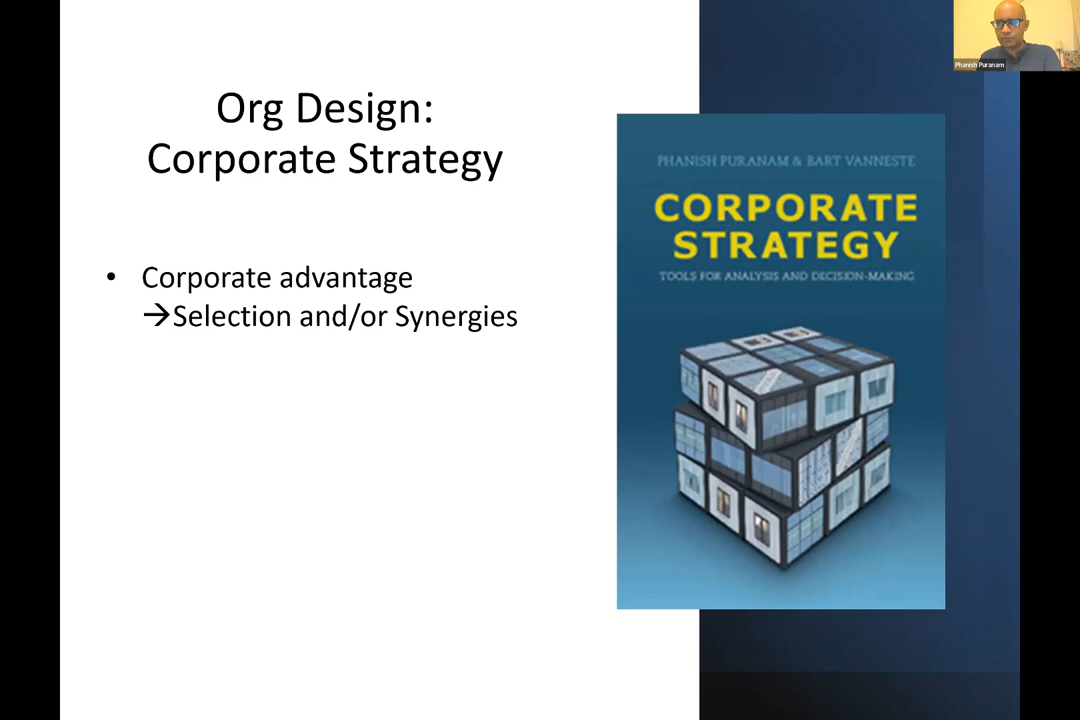 Org Design:
Corporate Strategy
• Corporate advantage
→Selection and/or Synergies
PHANISH PURANAM & BART VANNESTE
CORPORATE
STRATEGY
TOOLS FOR ANALYSIS AND DECISION-MAKING
Phanish Puranam